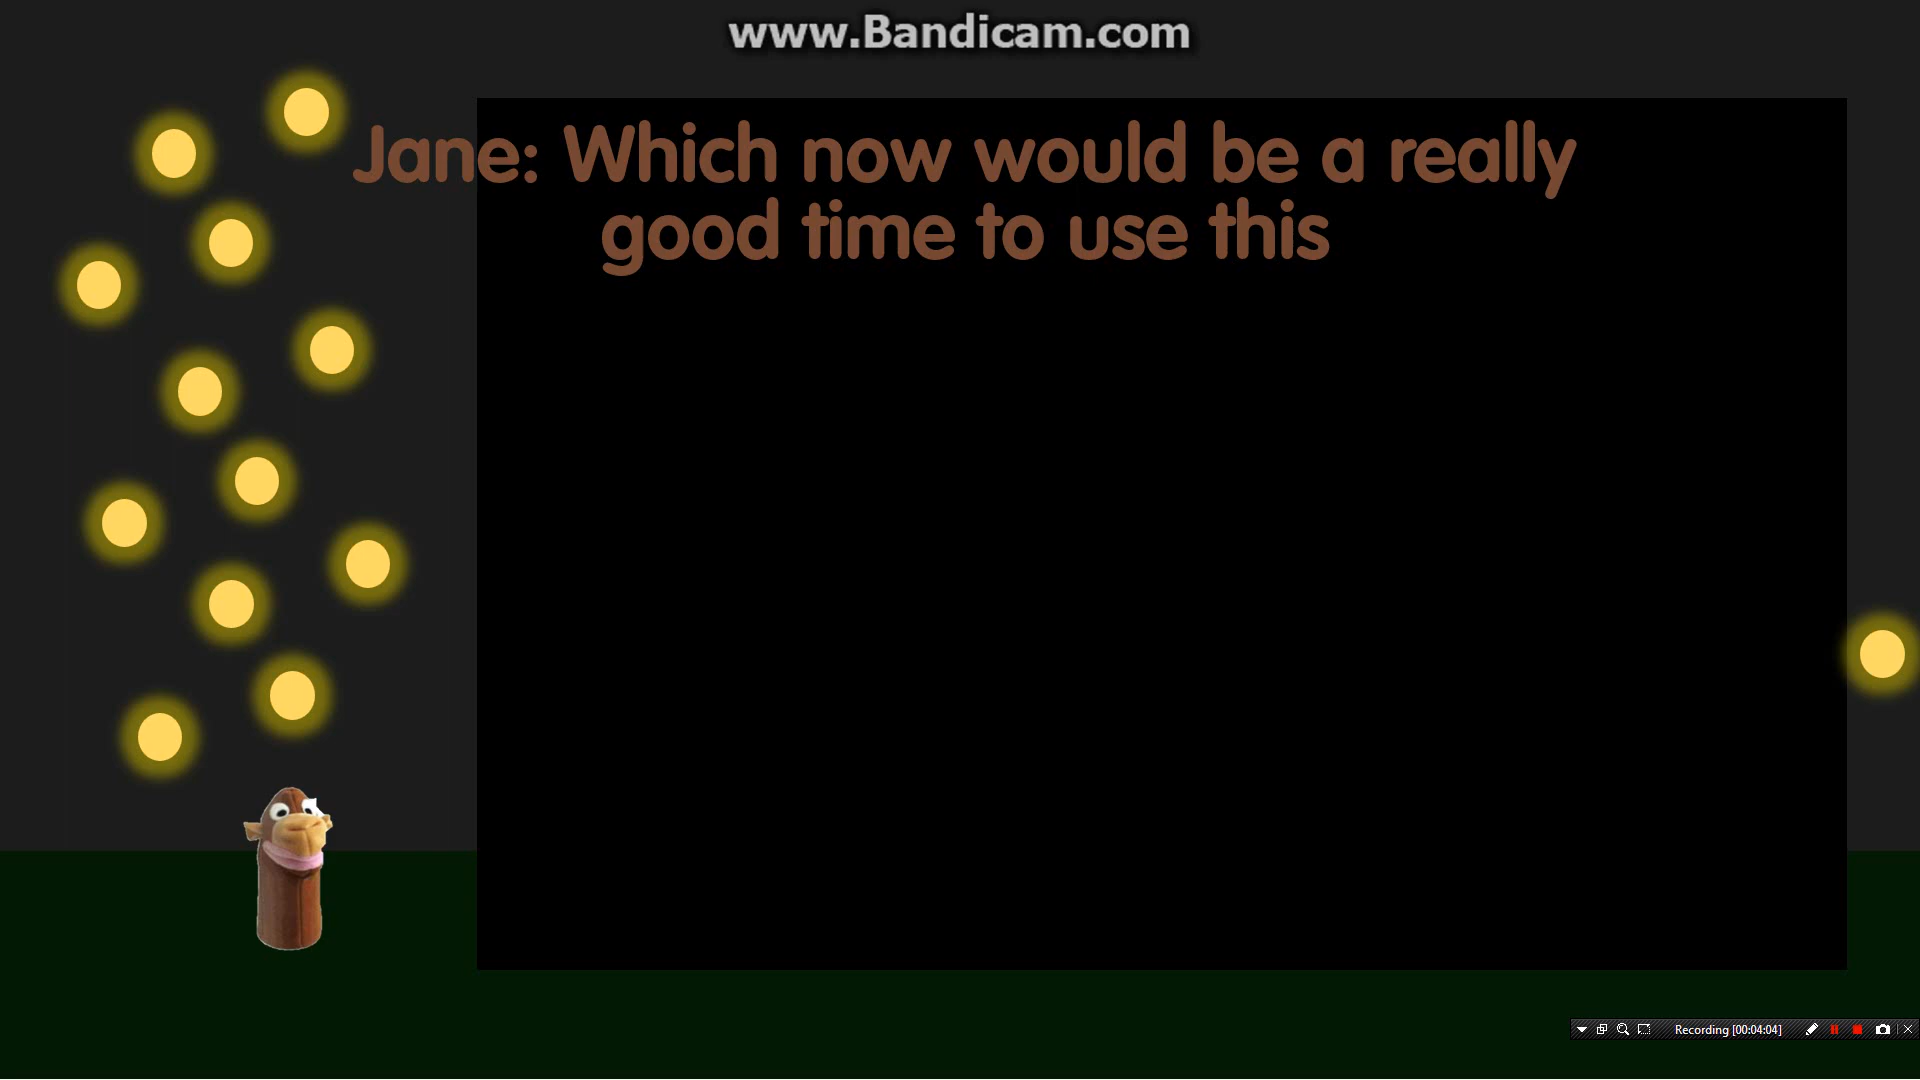 www.Bandicam.com
Jane: Which now would be a really
good time to use this
Recording [00:04:04]